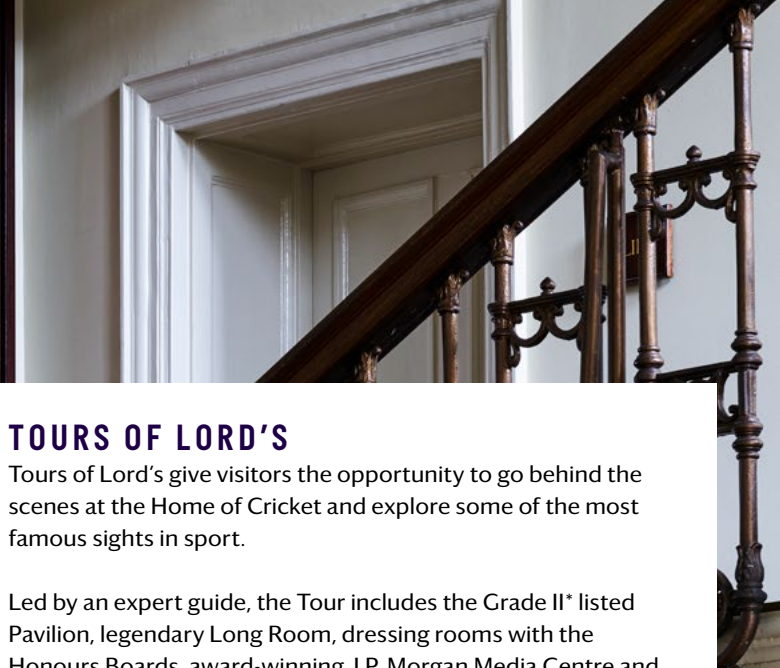 TOURS OF LORD'S
Tours of Lord's give visitors the opportunity to go behind the
scenes at the Home of Cricket and explore some of the most
famous sights in sport.
Led by an expert guide, the Tour includes the Grade II* listed
Pavilion, legendary Long Room, dressing rooms with the
Honours Boards, award-winning J.P. Morgan Media Centre and